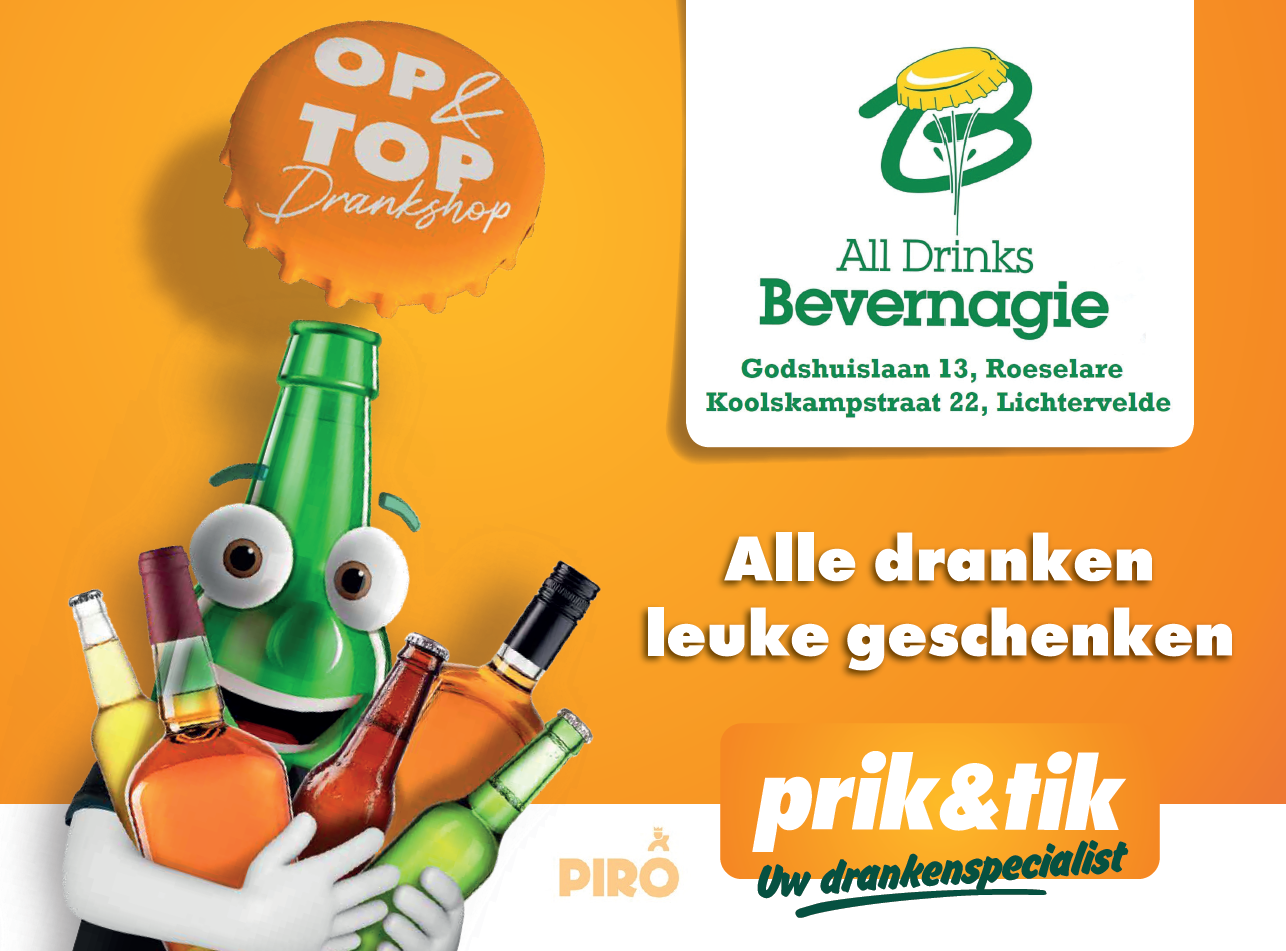 OP&
TOP
Drankshop
All Drinks
Bevernagie
Godshuislaan 13, Roeselare
Koolskampstraat 22, Lichtervelde
Alle dranken
leuke geschenken
prik&tik
Uw drankenspecialist
PIRO